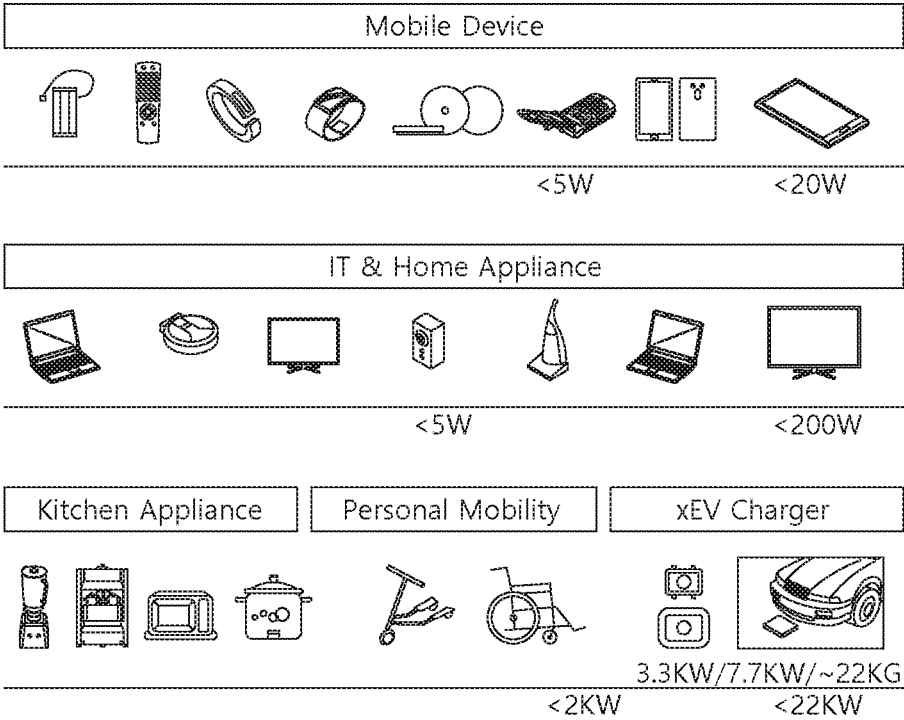 Mobile Device
<5W <20W
IT & Home Appliance
<5W <200W
Kitchen Appliance Personal Mobility xEV Charger
3.3KW/7.7KW/~22KG
<2KW <22KW